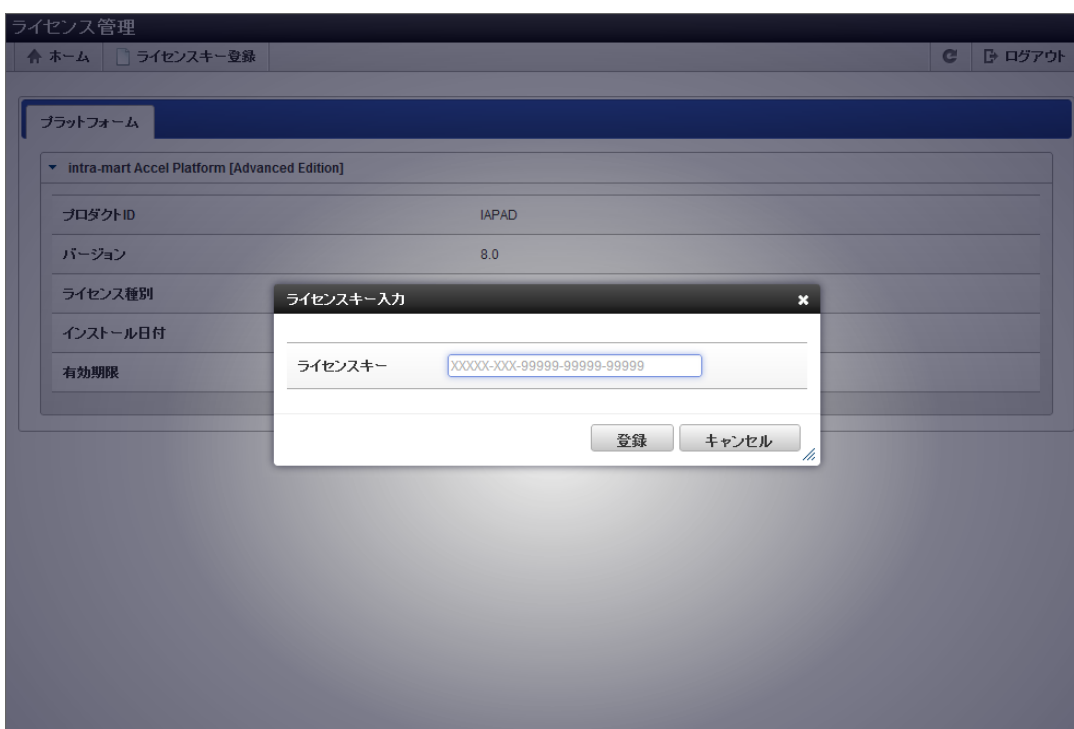 ライセンス管理
ホーム ライセンスキー登録 ログアウト
プラットフォーム
intra-mart Accel Platform [Advanced Edition]
プロダクトID IAPAD
バージョン 8.0
ライセンス種別
インストール日付
有効期限
ライセンスキー入力
ライセンスキー XXXXX-XXX-99999-99999-99999
登録 キャンセル